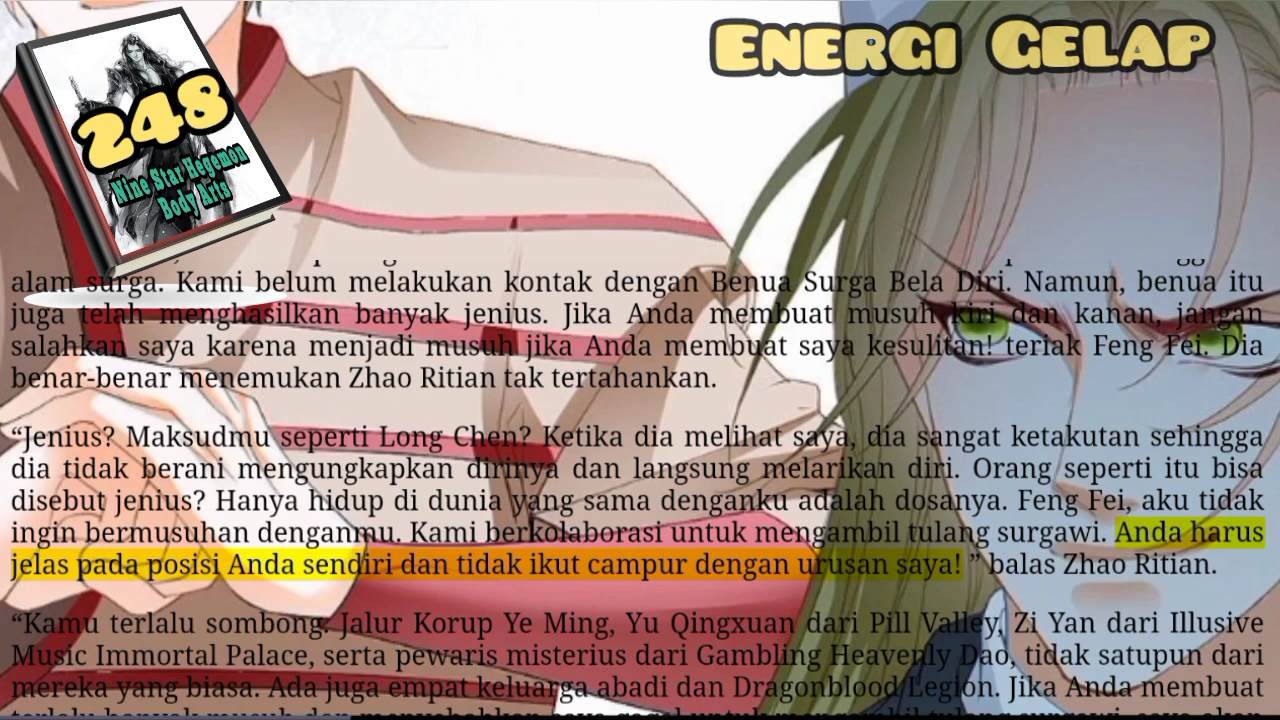 ENERGI GELAP
248
Nine Star Hegemon
Body Arts
alam surga. Kami belum melakukan kontak dengan Benua Surga Bela Diri. Namun, benua itu
juga telah menghasilkan banyak jenius. Jika Anda membuat musuh kiri dan kanan, jangan
salahkan saya karena menjadi musuh jika Anda membuat saya kesulitan! teriak Feng Fei. Dia
benar-benar menemukan Zhao Ritian tak tertahankan.
“Jenius? Maksudmu seperti Long Chen? Ketika dia melihat saya, dia sangat ketakutan sehingga
dia tidak berani mengungkapkan dirinya dan langsung melarikan diri. Orang seperti itu bisa
disebut jenius? Hanya hidup di dunia yang sama denganku adalah dosanya. Feng Fei, aku tidak
ingin bermusuhan denganmu. Kami berkolaborasi untuk mengambil tulang surgawi. Anda harus
jelas pada posisi Anda sendiri dan tidak ikut campur dengan urusan saya! ” balas Zhao Ritian.
“Kamu terlalu sombong. Jalur Korup Ye Ming, Yu Qingxuan dari Pill Valley, Zi Yan dari Illusive
Music Immortal Palace, serta pewaris misterius dari Gambling Heavenly Dao, tidak satupun dari
mereka yang biasa. Ada juga empat keluarga abadi dan Dragonblood Legion. Jika Anda membuat